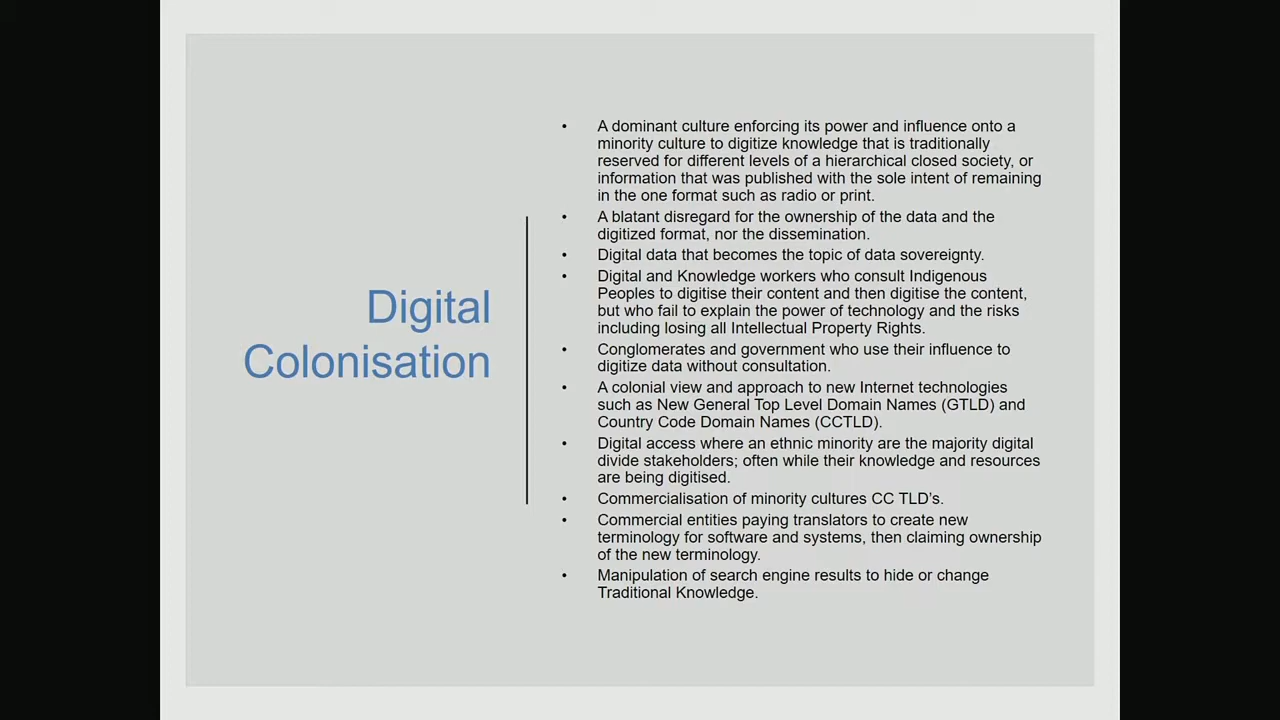 Digital
Colonisation
• A dominant culture enforcing its power and influence onto a
minority culture to digitize knowledge that is traditionally
reserved for different levels of a hierarchical closed society, or
information that was published with the sole intent of remaining
in the one format such as radio or print.
• A blatant disregard for the ownership of the data and the
digitized format, nor the dissemination.
• Digital data that becomes the topic of data sovereignty.
• Digital and Knowledge workers who consult Indigenous
Peoples to digitise their content and then digitise the content,
but who fail to explain the power of technology and the risks
including losing all Intellectual Property Rights.
• Conglomerates and government who use their influence to
digitize data without consultation.
• A colonial view and approach to new Internet technologies
such as New General Top Level Domain Names (GTLD) and
Country Code Domain Names (CCTLD).
• Digital access where an ethnic minority are the majority digital
divide stakeholders; often while their knowledge and resources
are being digitised.
• Commercialisation of minority cultures CC TLD's.
• Commercial entities paying translators to create new
terminology for software and systems, then claiming ownership
of the new terminology.
• Manipulation of search engine results to hide or change
Traditional Knowledge.